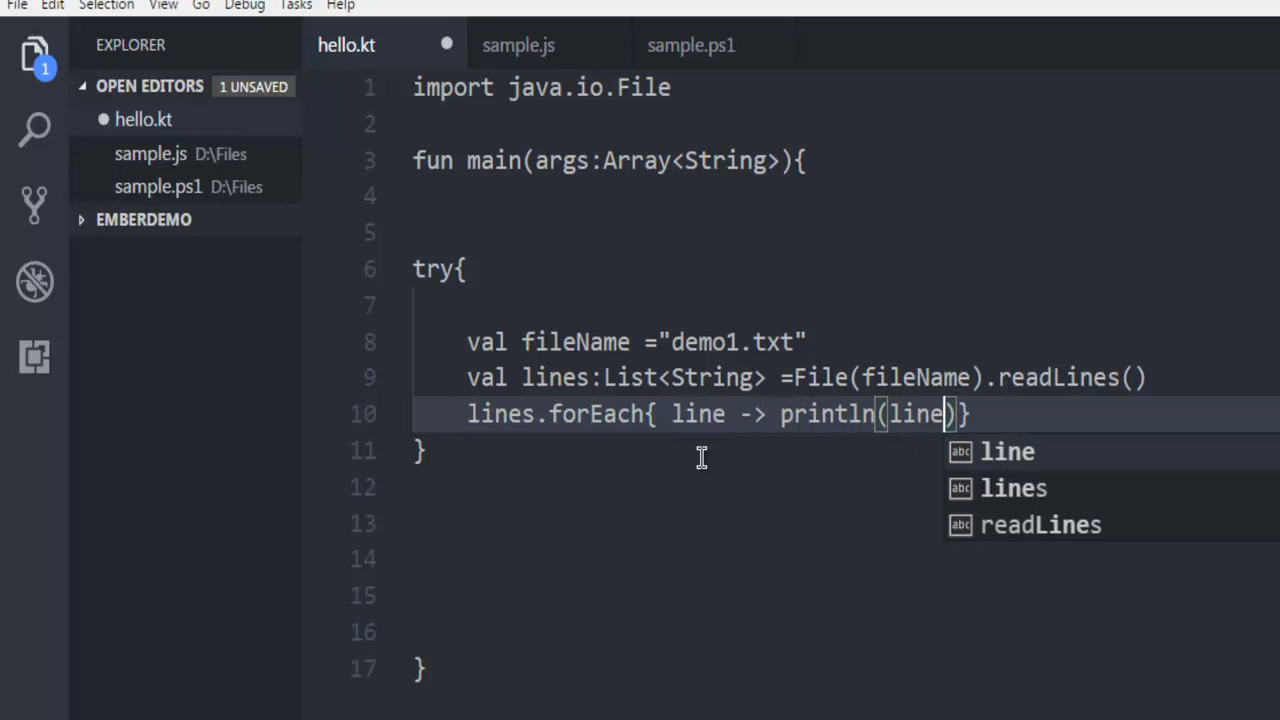 File Edit Selection View Go Debug Tasks Help
EXPLORER
hello.kt
sample.js
sample.ps1
1
OPEN EDITORS 1 UNSAVED
hello.kt
sample.js D:\Files
sample.ps1 D:\Files
EMBERDEMO
1 import java.io.File
2
3 fun main(args:Array<String>){
4
5
6 try{
7
8 val fileName ="demo1.txt"
9 val lines:List<String> =File(fileName).readLines()
10 lines.forEach{ line -> println(line)}
11 }
12
13
14
15
16
17 }
abc line
abc lines
abc readLines